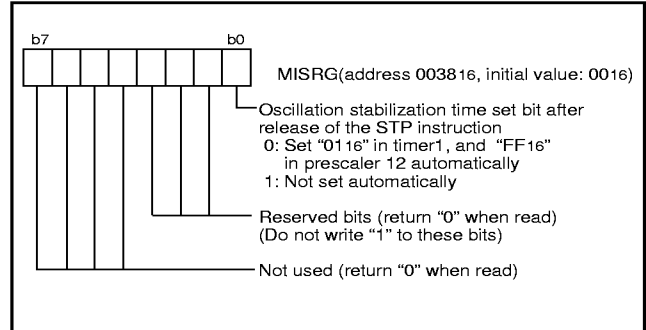 b7 b0
MISRG(address 003816, initial value: 0016)
Oscillation stabilization time set bit after
release of the STP instruction
0: Set “0116” in timer1, and “FF16”
in prescaler 12 automatically
1: Not set automatically
Reserved bits (return “0” when read)
(Do not write “1” to these bits)
Not used (return “0” when read)